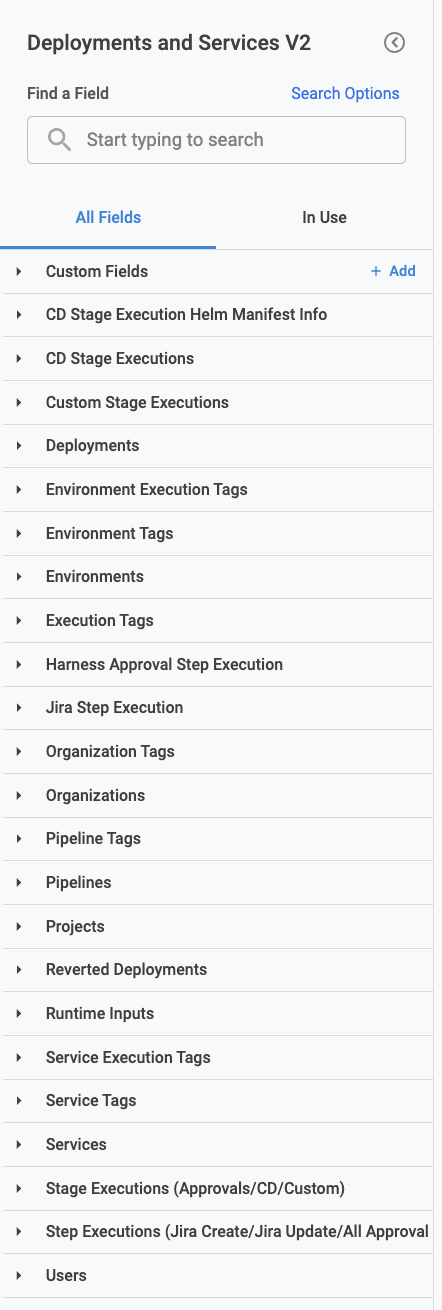 Deployments and Services V2
Find a Field
Search Options
Start typing to search
All Fields
In Use
Custom Fields
+ Add
CD Stage Execution Helm Manifest Info
CD Stage Executions
Custom Stage Executions
Deployments
Environment Execution Tags
Environment Tags
Environments
Execution Tags
Harness Approval Step Execution
Jira Step Execution
Organization Tags
Organizations
Pipeline Tags
Pipelines
Projects
Reverted Deployments
Runtime Inputs
Service Execution Tags
Service Tags
Services
Stage Executions (Approvals/CD/Custom)
Step Executions (Jira Create/Jira Update/All Approval
Users